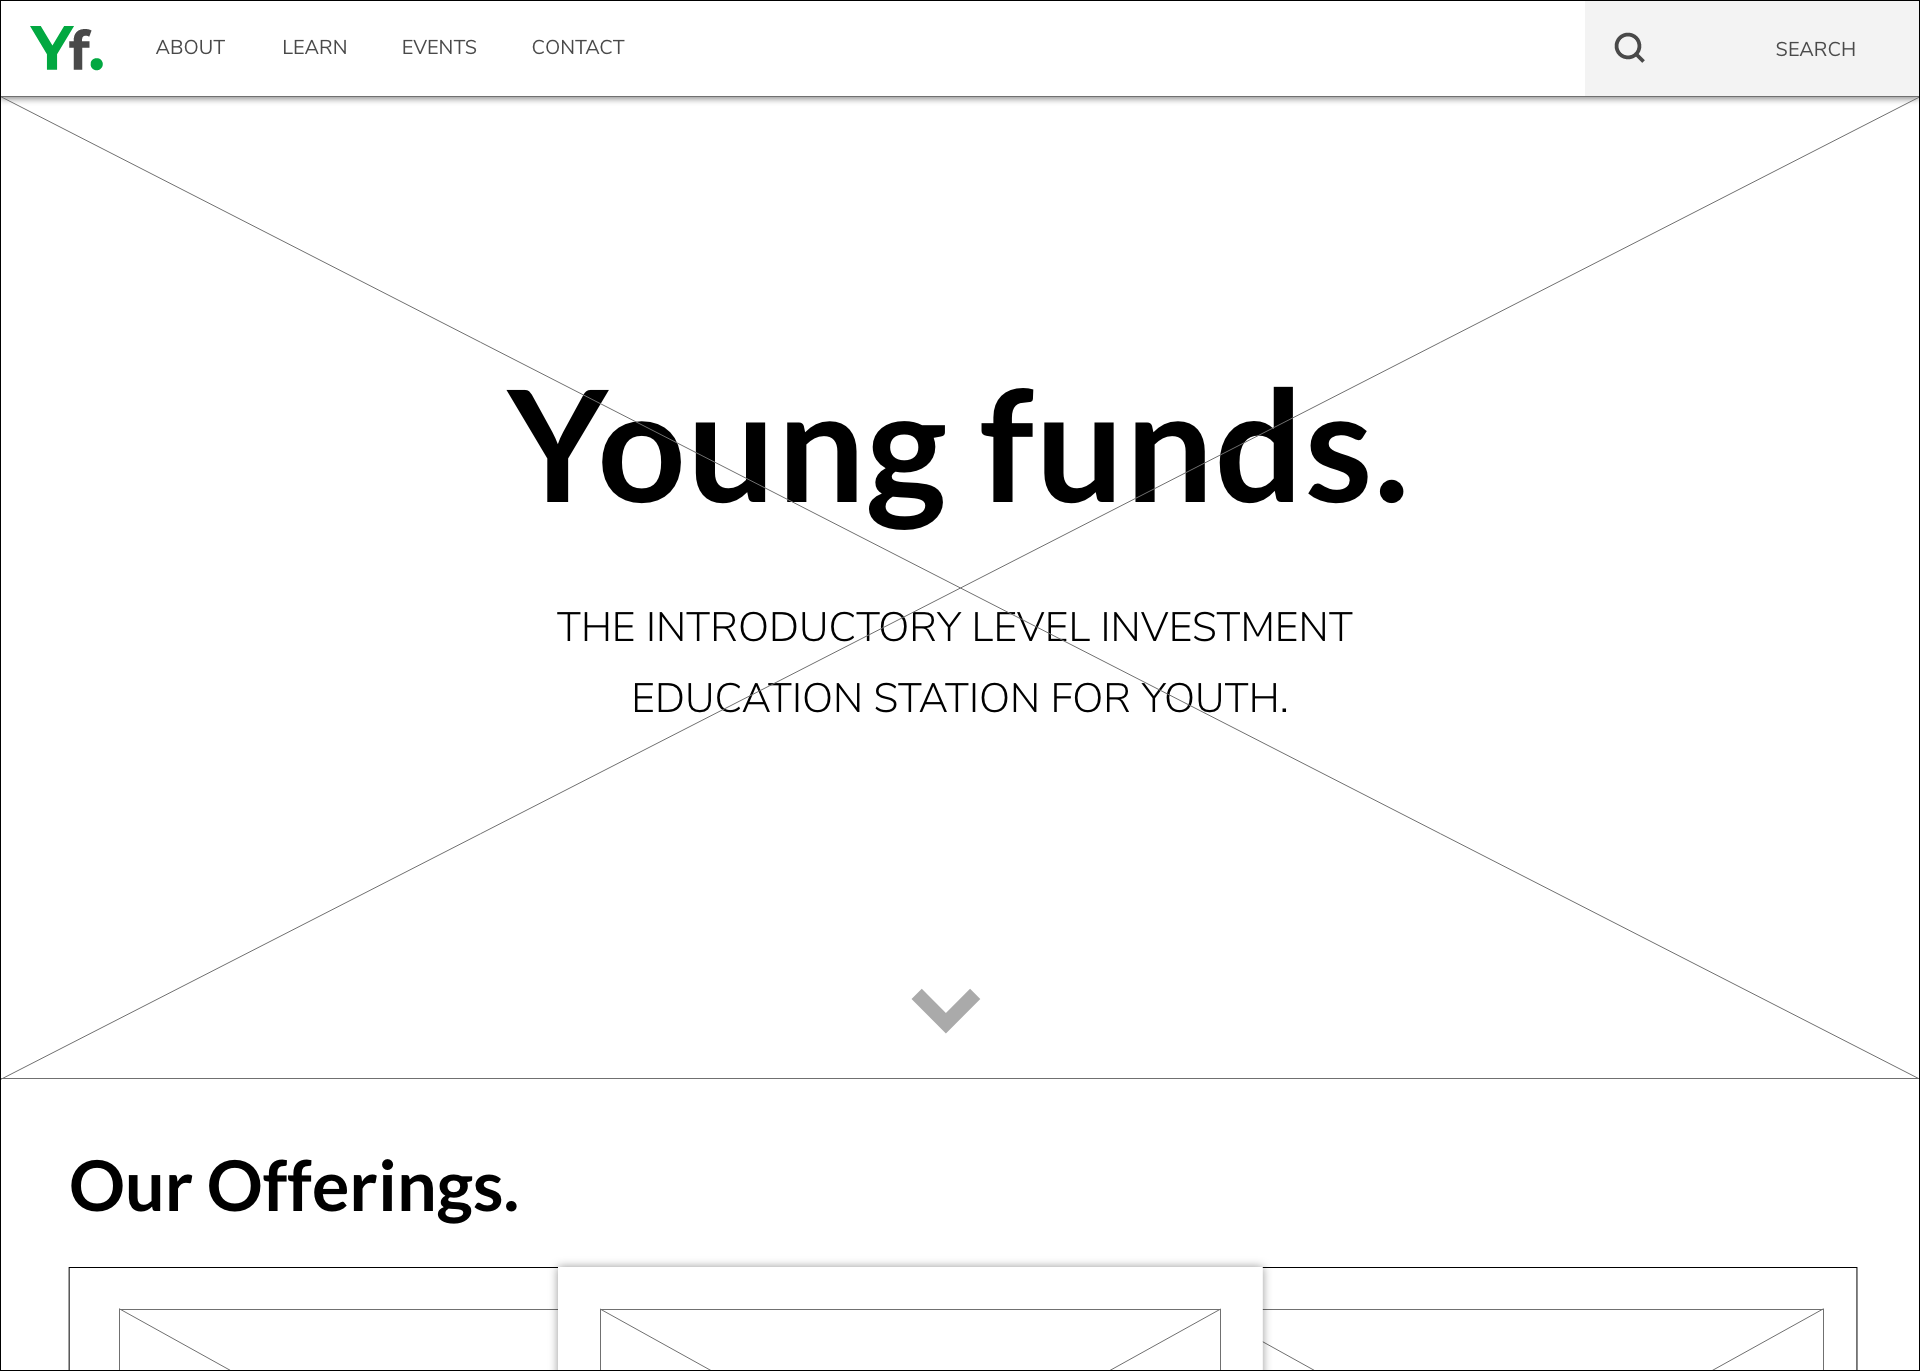 Yf.
ABOUT LEARN EVENTS CONTACT SEARCH
Young funds.
THE INTRODUCTORY LEVEL INVESTMENT
EDUCATION STATION FOR YOUTH.
Our Offerings.